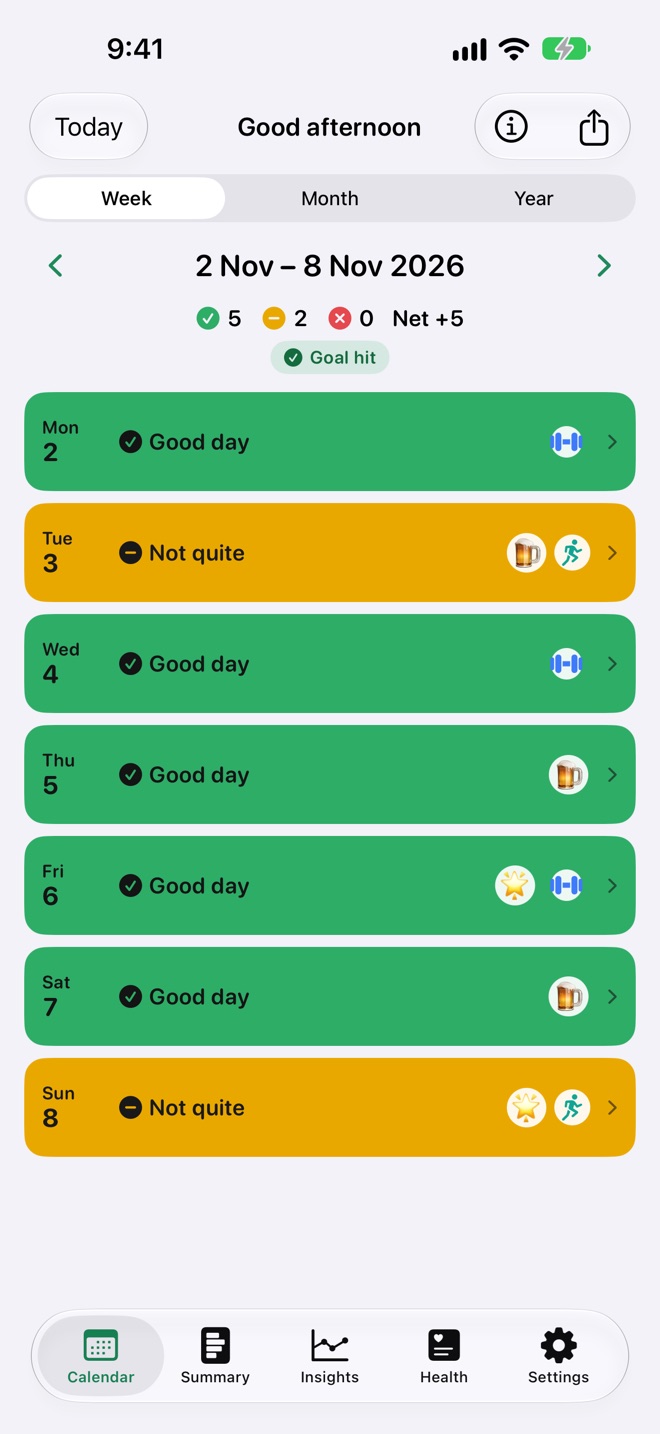 9:41
Today
Good afternoon
Week Month Year
2 Nov – 8 Nov 2026
5 2 0 Net +5
Goal hit
Mon
2
Good day
Tue
3
Not quite
Wed
4
Good day
Thu
5
Good day
Fri
6
Good day
Sat
7
Good day
Sun
8
Not quite
Calendar Summary Insights Health Settings